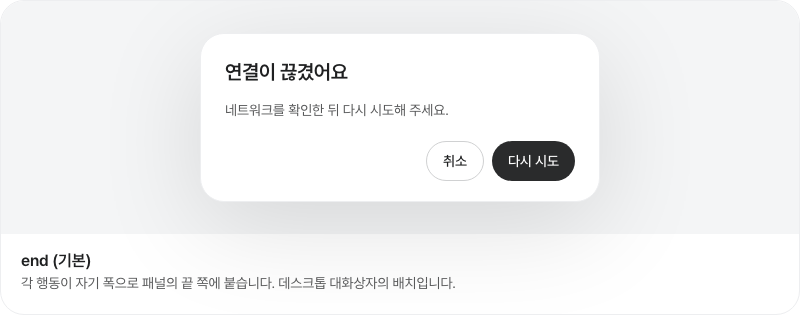 연결이 끊겼어요
네트워크를 확인한 뒤 다시 시도해 주세요.
취소
다시 시도
end (기본)
각 행동이 자기 폭으로 패널의 끝 쪽에 붙습니다. 데스크톱 대화상자의 배치입니다.